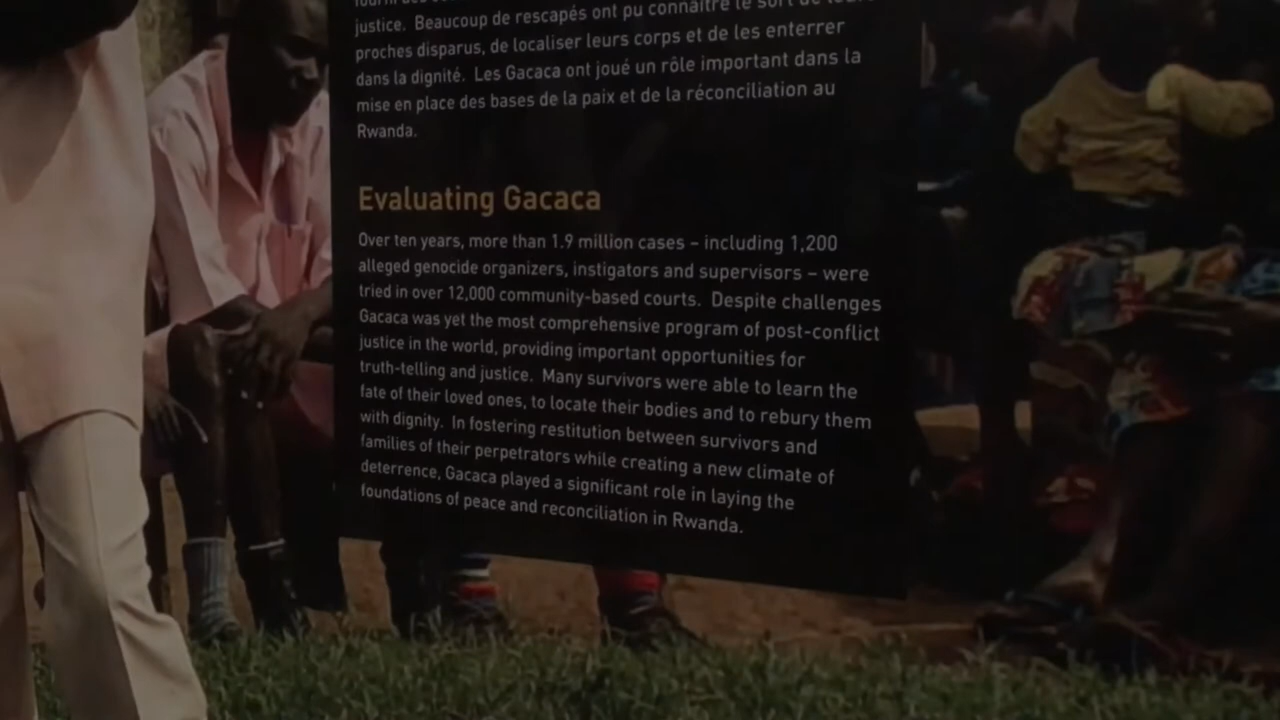 justice. Beaucoup de rescapés ont pu connaître le sort de
proches disparus, de localiser leurs corps et de les enterrer
dans la dignité. Les Gacaca ont joué un rôle important dans la
mise en place des bases de la paix et de la réconciliation au
Rwanda.
Evaluating Gacaca
Over ten years, more than 1.9 million cases – including 1,200
alleged genocide organizers, instigators and supervisors – were
tried in over 12,000 community-based courts. Despite challenges
Gacaca was yet the most comprehensive program of post-conflict
justice in the world, providing important opportunities for
truth-telling and justice. Many survivors were able to learn the
fate of their loved ones, to locate their bodies and to rebury them
with dignity. In fostering restitution between survivors and
families of their perpetrators while creating a new climate of
deterrence, Gacaca played a significant role in laying the
foundations of peace and reconciliation in Rwanda.